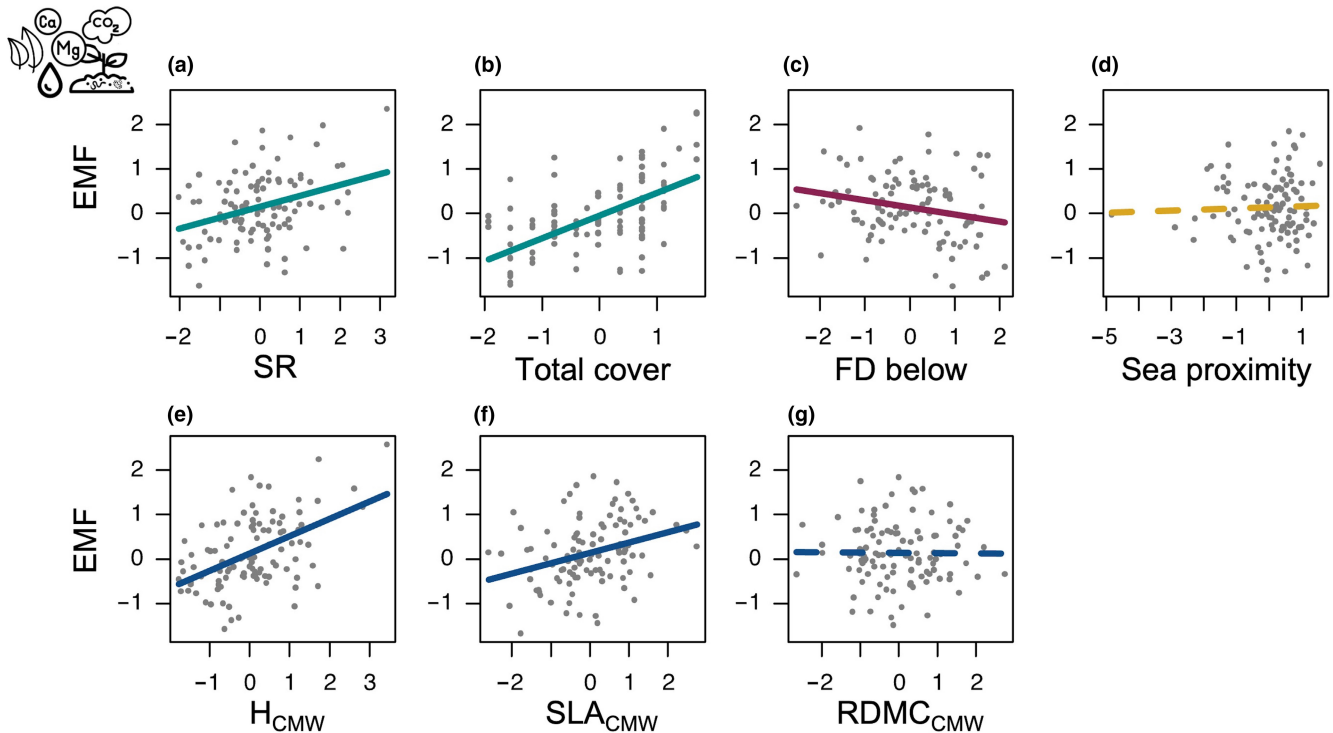 Ca
CO2
Mg
(a) (b) (c) (d)
EMF
2 2 2 2
1 1 1 1
0 0 0 0
−1 −1 −1 −1
−2 −1 0 1 2 3 −2 −1 0 1 −2 −1 0 1 2 −5 −3 −1 1
SR Total cover FD below Sea proximity
(e) (f) (g)
EMF
2 2 2
1 1 1
0 0 0
−1 −1 −1
−1 0 1 2 3 −2 0 1 2 −2 0 1 2
HCMW SLACMW RDMCCMW